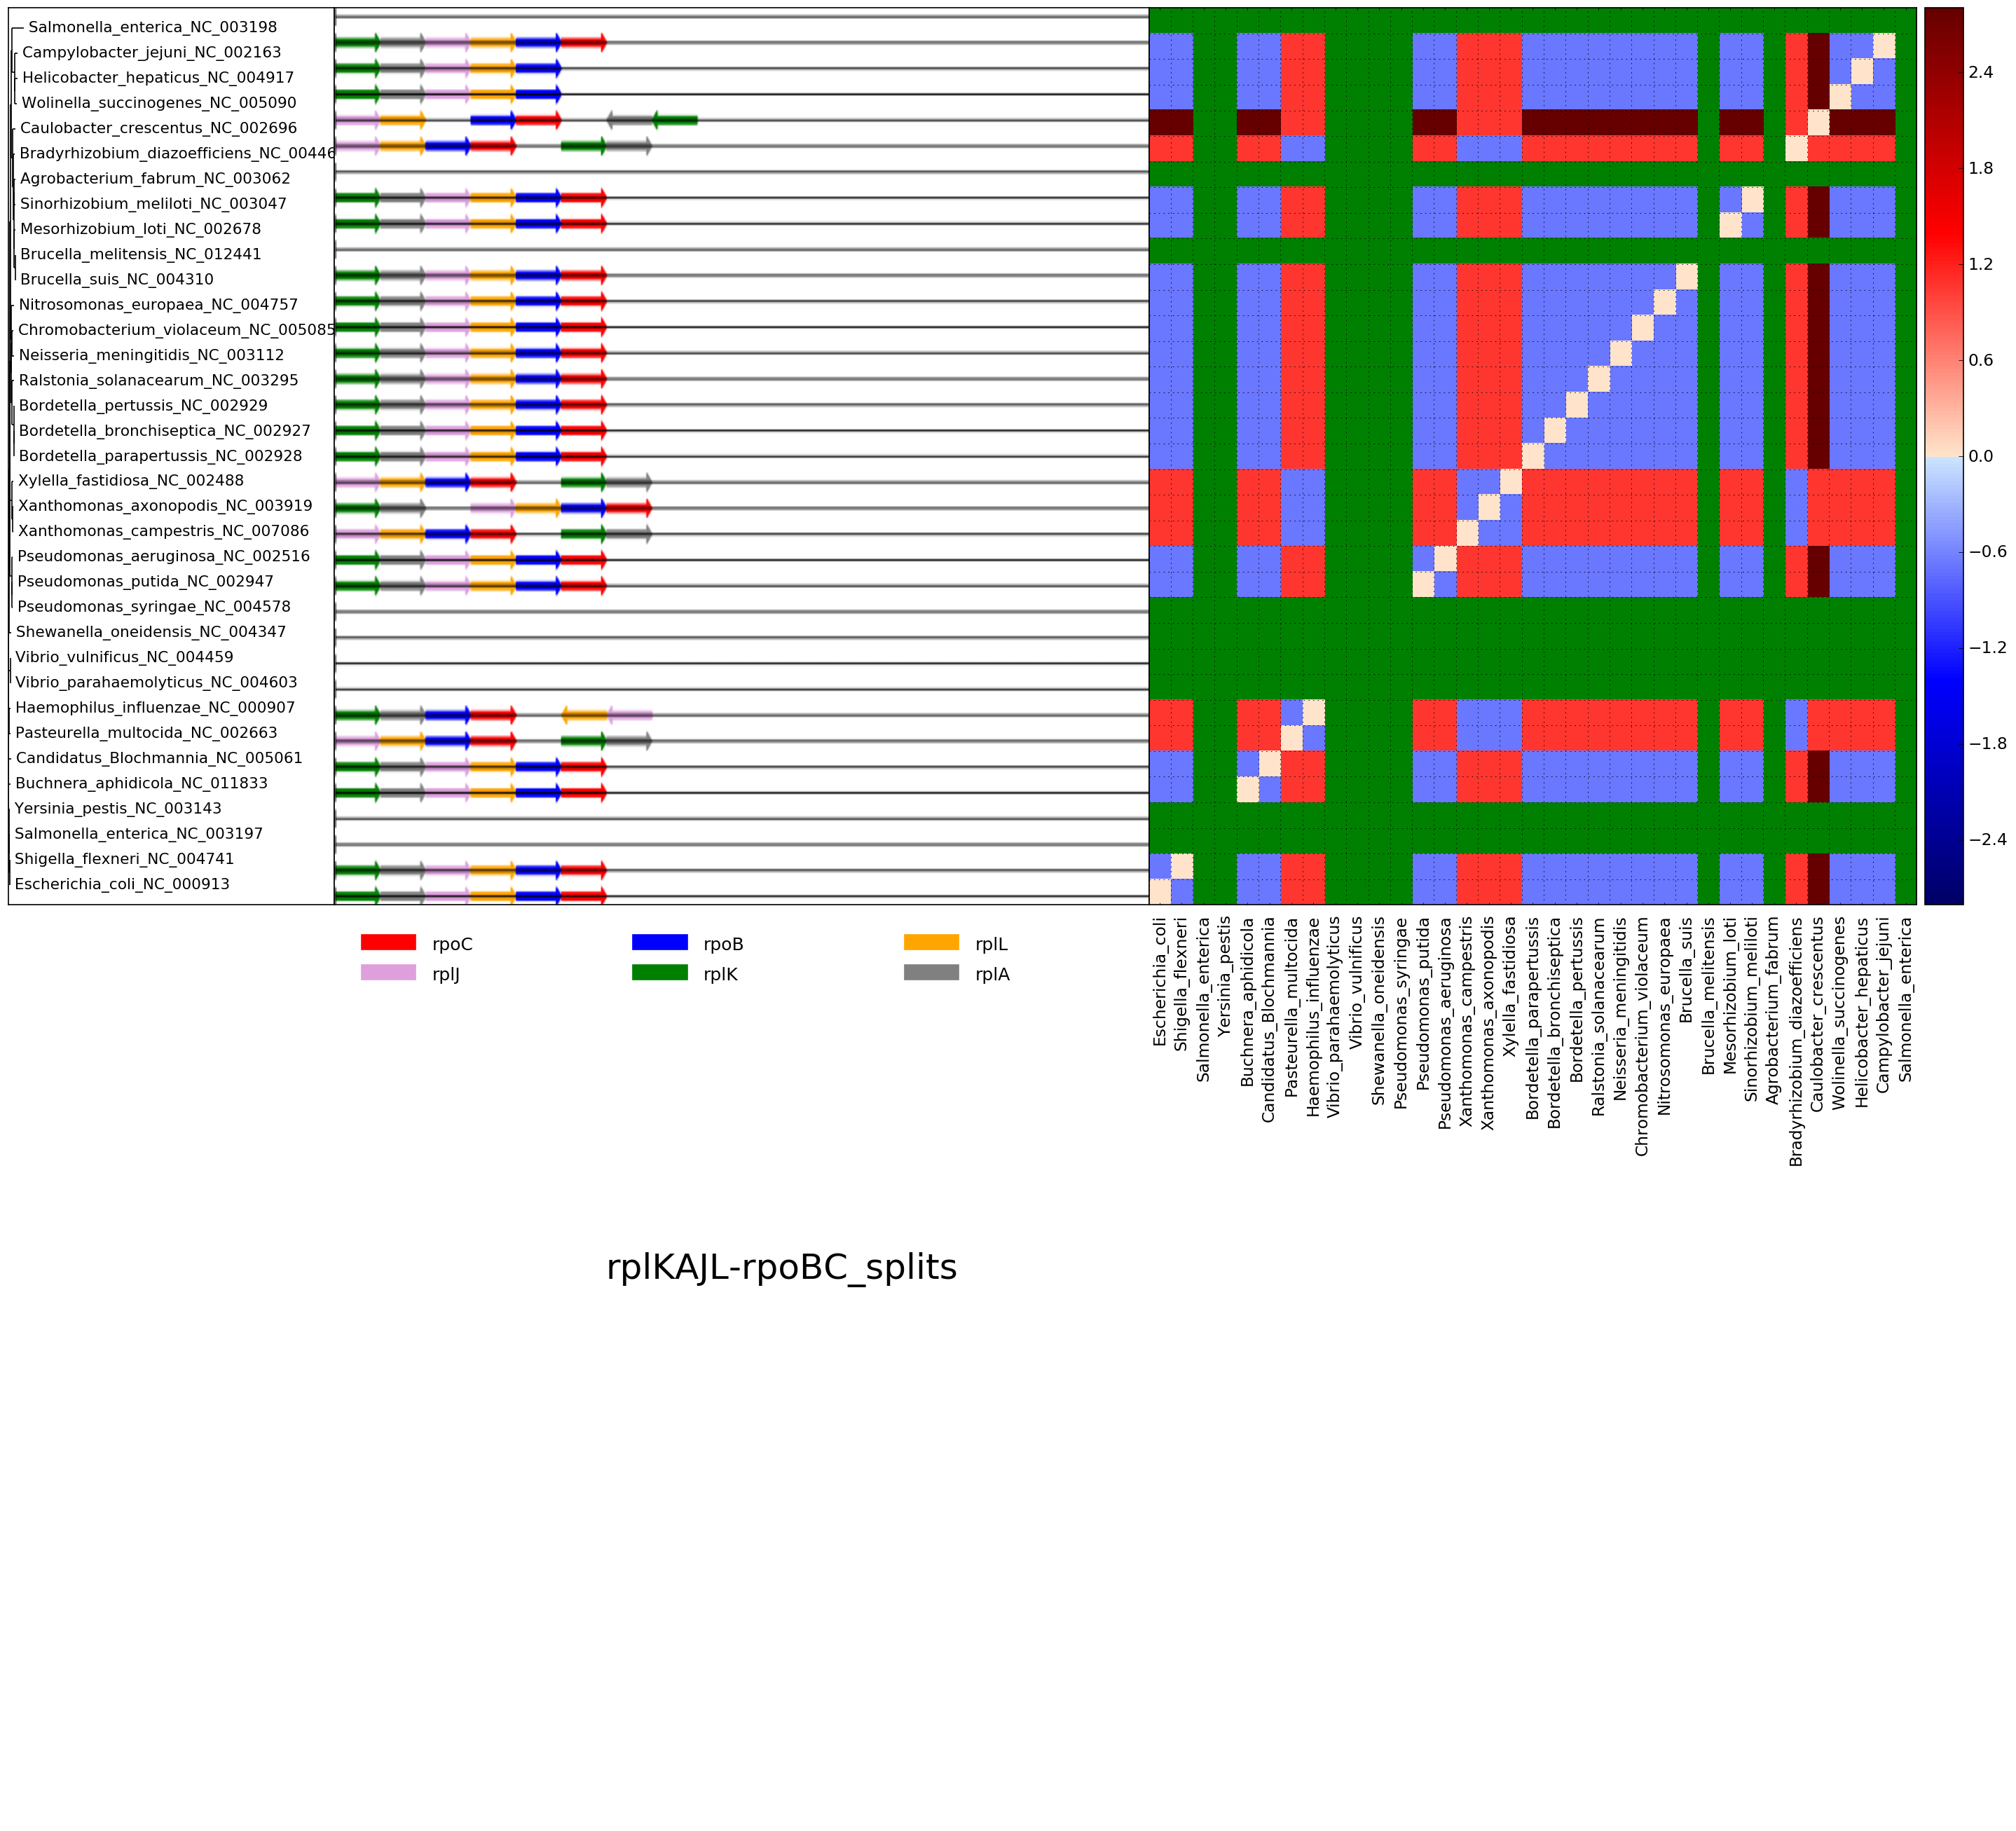 Salmonella_enterica_NC_003198
Campylobacter_jejuni_NC_002163
Helicobacter_hepaticus_NC_004917
Wolinella_succinogenes_NC_005090
Caulobacter_crescentus_NC_002696
Bradyrhizobium_diazoefficiens_NC_00446
Agrobacterium_fabrum_NC_003062
Sinorhizobium_meliloti_NC_003047
Mesorhizobium_loti_NC_002678
Brucella_melitensis_NC_012441
Brucella_suis_NC_004310
Nitrosomonas_europaea_NC_004757
Chromobacterium_violaceum_NC_005085
Neisseria_meningitidis_NC_003112
Ralstonia_solanacearum_NC_003295
Bordetella_pertussis_NC_002929
Bordetella_bronchiseptica_NC_002927
Bordetella_parapertussis_NC_002928
Xylella_fastidiosa_NC_002488
Xanthomonas_axonopodis_NC_003919
Xanthomonas_campestris_NC_007086
Pseudomonas_aeruginosa_NC_002516
Pseudomonas_putida_NC_002947
Pseudomonas_syringae_NC_004578
Shewanella_oneidensis_NC_004347
Vibrio_vulnificus_NC_004459
Vibrio_parahaemolyticus_NC_004603
Haemophilus_influenzae_NC_000907
Pasteurella_multocida_NC_002663
Candidatus_Blochmannia_NC_005061
Buchnera_aphidicola_NC_011833
Yersinia_pestis_NC_003143
Salmonella_enterica_NC_003197
Shigella_flexneri_NC_004741
Escherichia_coli_NC_000913
2.4
1.8
1.2
0.6
0.0
−0.6
−1.2
−1.8
−2.4
rpoC
rpoB
rplL
rplJ
rplK
rplA
Escherichia_coli
Shigella_flexneri
Salmonella_enterica
Yersinia_pestis
Buchnera_aphidicola
Candidatus_Blochmannia
Pasteurella_multocida
Haemophilus_influenzae
Vibrio_parahaemolyticus
Vibrio_vulnificus
Shewanella_oneidensis
Pseudomonas_syringae
Pseudomonas_putida
Pseudomonas_aeruginosa
Xanthomonas_campestris
Xanthomonas_axonopodis
Xylella_fastidiosa
Bordetella_parapertussis
Bordetella_bronchiseptica
Bordetella_pertussis
Ralstonia_solanacearum
Neisseria_meningitidis
Chromobacterium_violaceum
Nitrosomonas_europaea
Brucella_suis
Brucella_melitensis
Mesorhizobium_loti
Sinorhizobium_meliloti
Agrobacterium_fabrum
Bradyrhizobium_diazoefficiens
Caulobacter_crescentus
Wolinella_succinogenes
Helicobacter_hepaticus
Campylobacter_jejuni
Salmonella_enterica
rplKAJL-rpoBC_splits